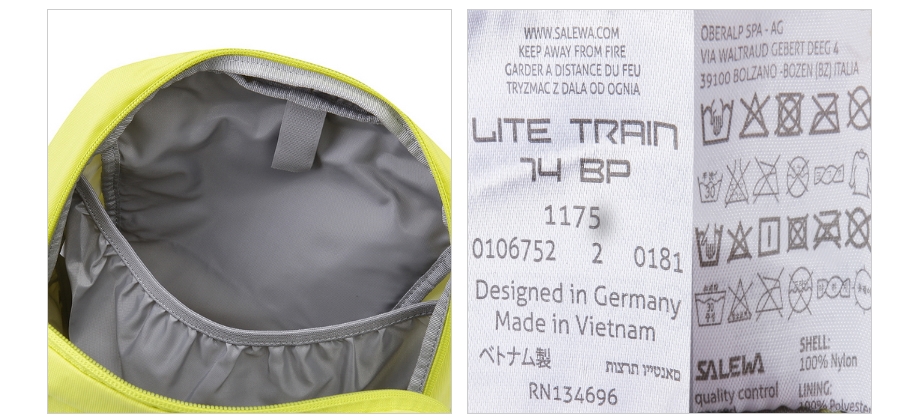 WWW.SALEWA.COM
KEEP AWAY FROM FIRE
GARDER A DISTANCE DU FEU
TRZYMAC Z DALA OD OGNIA
LITE TRAIN
14 BP
1175
0106752 2 0181
Designed in Germany
Made in Vietnam
ベトナム製
RN134696
OBERALP SPA - AG
VIA WALTRAUD GEBERT DEEG 4
39100 BOLZANO -BOZEN (BZ) ITALIA
SALEWA
quality control
SHELL:
100% Nylon
LINING:
100% Polyeste